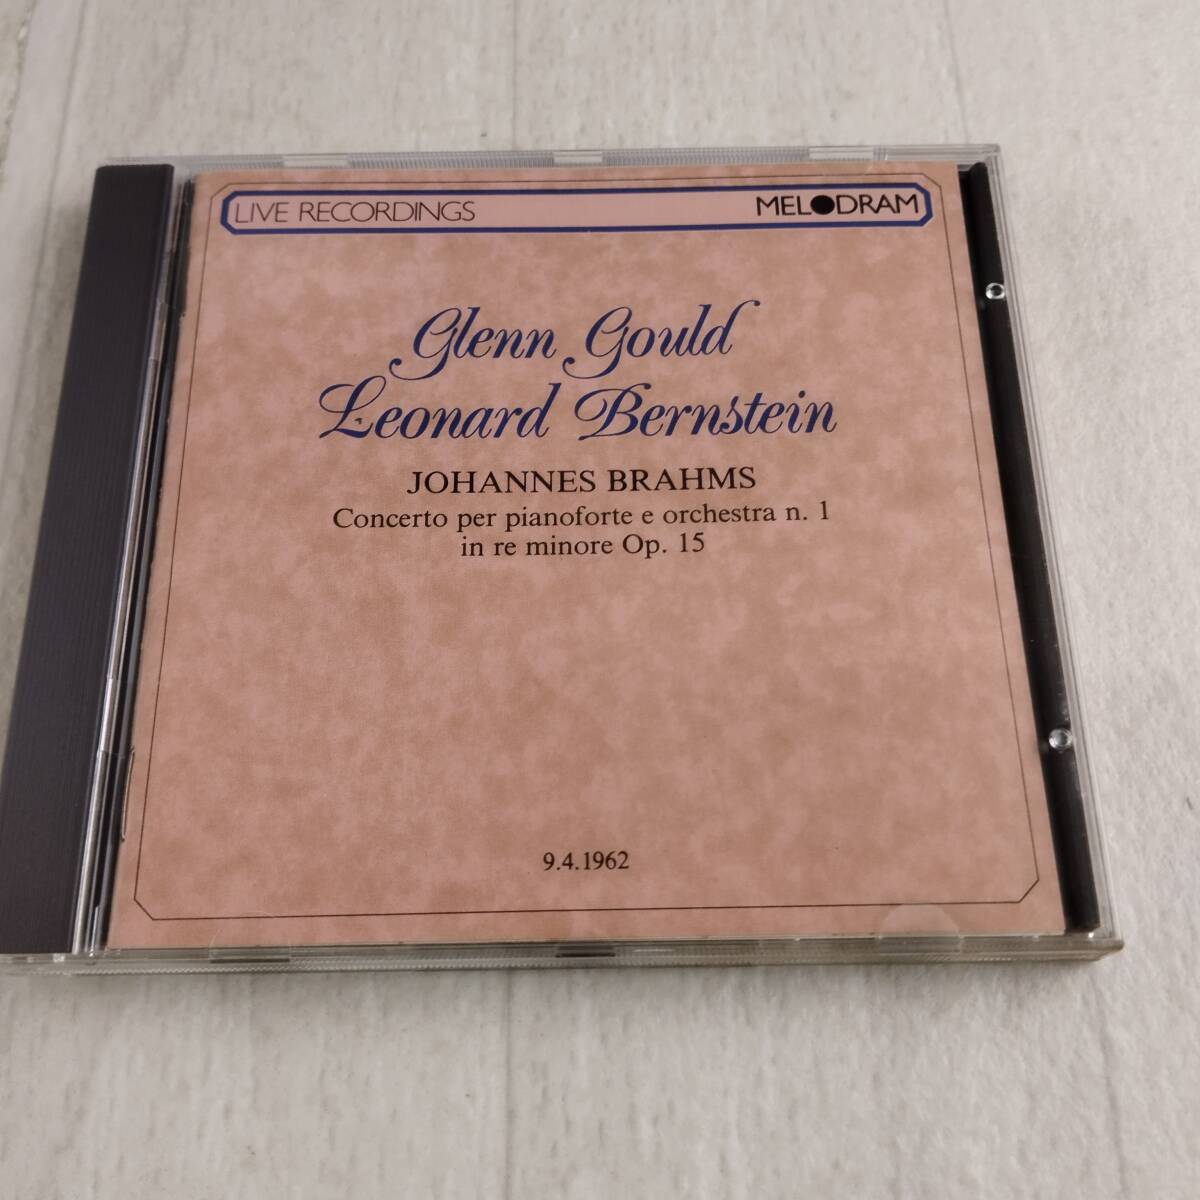 LIVE RECORDINGS MELODRAM
Glenn Gould
Leonard Bernstein
JOHANNES BRAHMS
Concerto per pianoforte e orchestra n. 1
in re minore Op. 15
9.4.1962